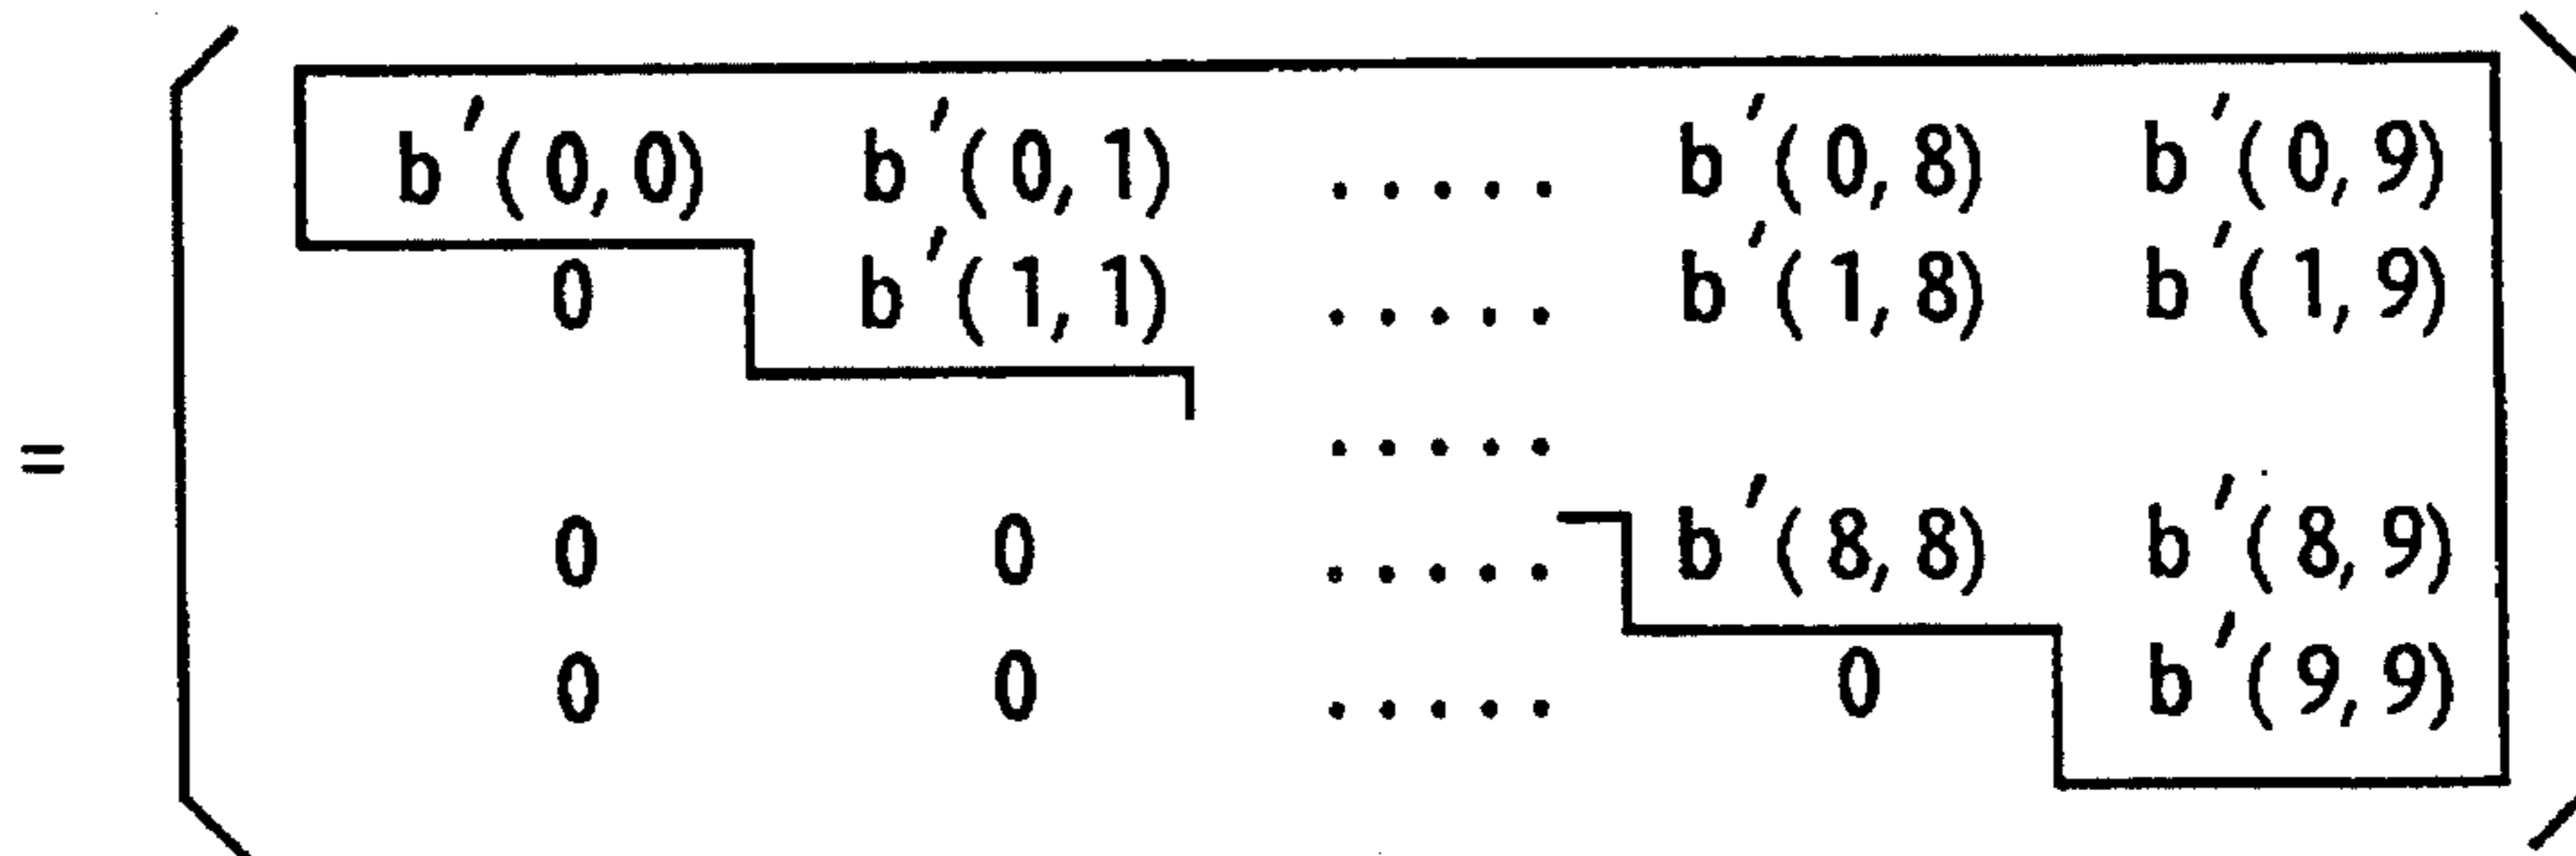 b′(0,0) b′(0,1) ..... b′(0,8) b′(0,9)
0 b′(1,1) ..... b′(1,8) b′(1,9)
= .....
0 0 ..... b′(8,8) b′(8,9)
0 0 ..... 0 b′(9,9)